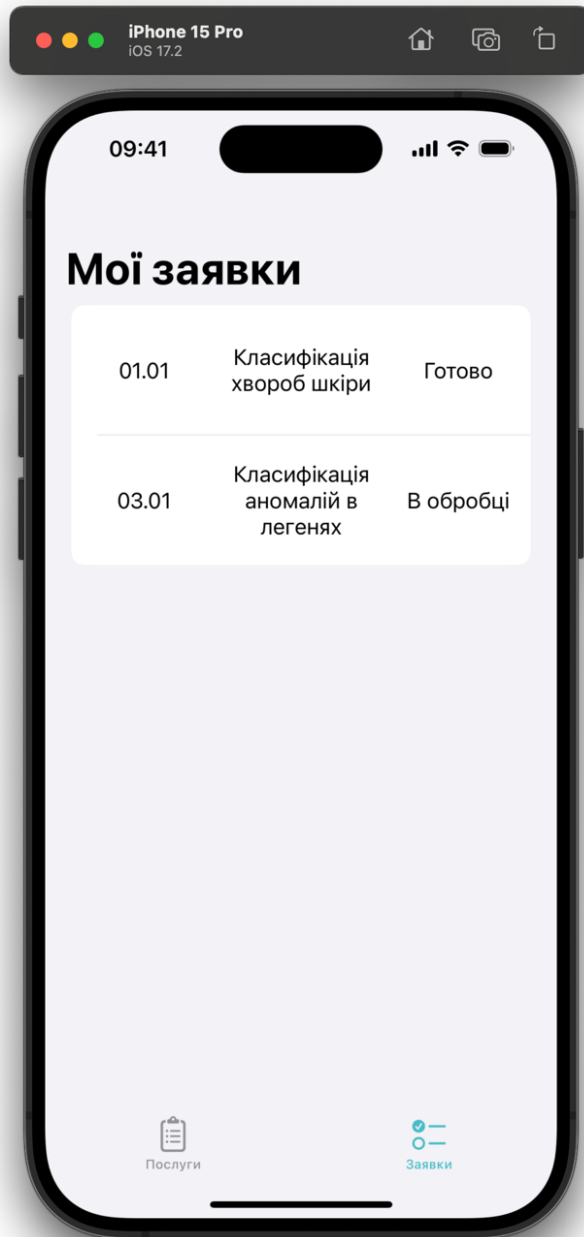 iPhone 15 Pro
iOS 17.2
09:41
Мої заявки
01.01
Класифікація
хвороб шкіри
Готово
03.01
Класифікація
аномалій в
легенях
В обробці
Послуги
Заявки